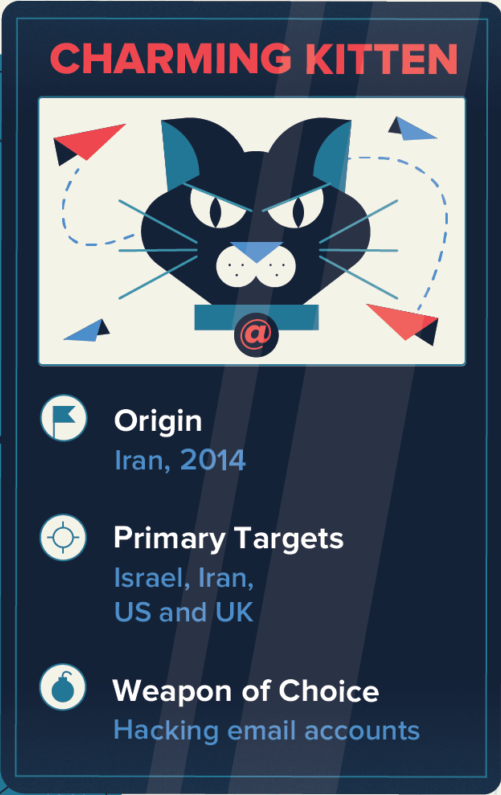 CHARMING KITTEN
@
Origin
Iran, 2014
Primary Targets
Israel, Iran,
US and UK
Weapon of Choice
Hacking email accounts